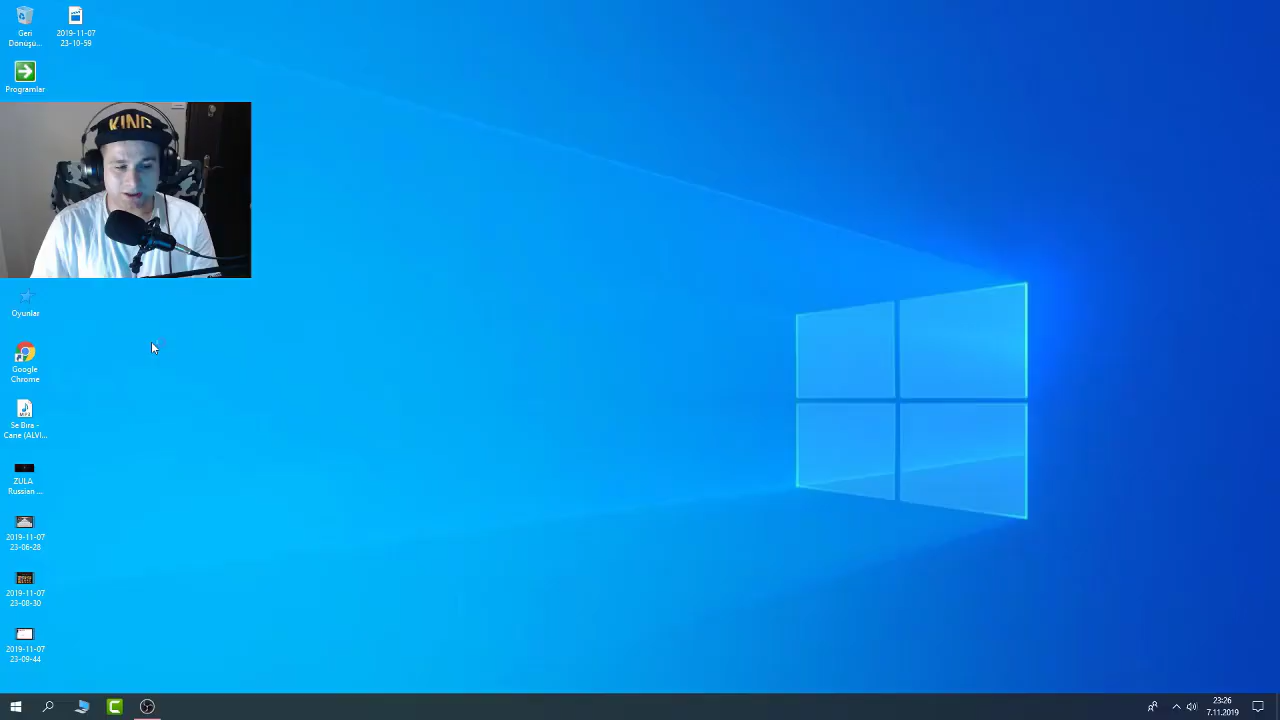 Geri
Dönüşü...
2019-11-07
23-10-59
Programlar
KING
Oyunlar
Google
Chrome
MP3
Se Bıra -
Cane (ALVI...
ZULA
Russian ...
2019-11-07
23-06-28
2019-11-07
23-08-30
2019-11-07
23-09-44
23:26
7.11.2019